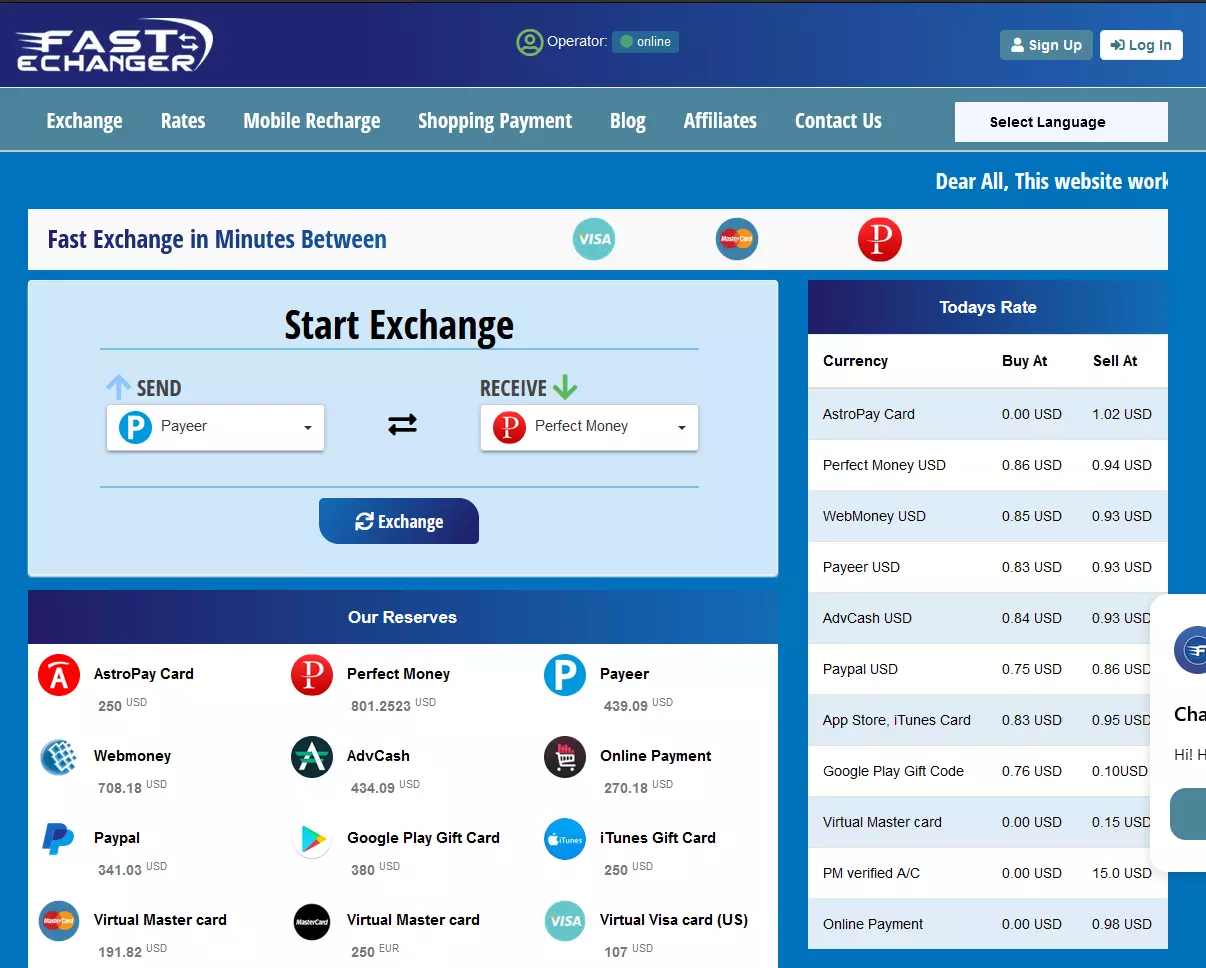 FAST
ECHANGER
Operator: online
Sign Up
Log In
Exchange
Rates
Mobile Recharge
Shopping Payment
Blog
Affiliates
Contact Us
Select Language
Dear All, This website work
Fast Exchange in Minutes Between
VISA
MasterCard
P
Start Exchange
SEND
RECEIVE
P Payeer
P Perfect Money
Exchange
Our Reserves
AstroPay Card
250 USD
P Perfect Money
801.2523 USD
P Payeer
439.09 USD
Webmoney
708.18 USD
AdvCash
434.09 USD
Online Payment
270.18 USD
Paypal
341.03 USD
Google Play Gift Card
380 USD
iTunes
iTunes Gift Card
250 USD
MasterCard
Virtual Master card
191.82 USD
MasterCard
Virtual Master card
250 EUR
VISA
Virtual Visa card (US)
107 USD
Todays Rate
Currency Buy At Sell At
AstroPay Card 0.00 USD 1.02 USD
Perfect Money USD 0.86 USD 0.94 USD
WebMoney USD 0.85 USD 0.93 USD
Payeer USD 0.83 USD 0.93 USD
AdvCash USD 0.84 USD 0.93 USD
Paypal USD 0.75 USD 0.86 USD
App Store, iTunes Card 0.83 USD 0.95 USD
Google Play Gift Code 0.76 USD 0.10USD
Virtual Master card 0.00 USD 0.15 USD
PM verified A/C 0.00 USD 15.0 USD
Online Payment 0.00 USD 0.98 USD
F
Cha
Hi! H